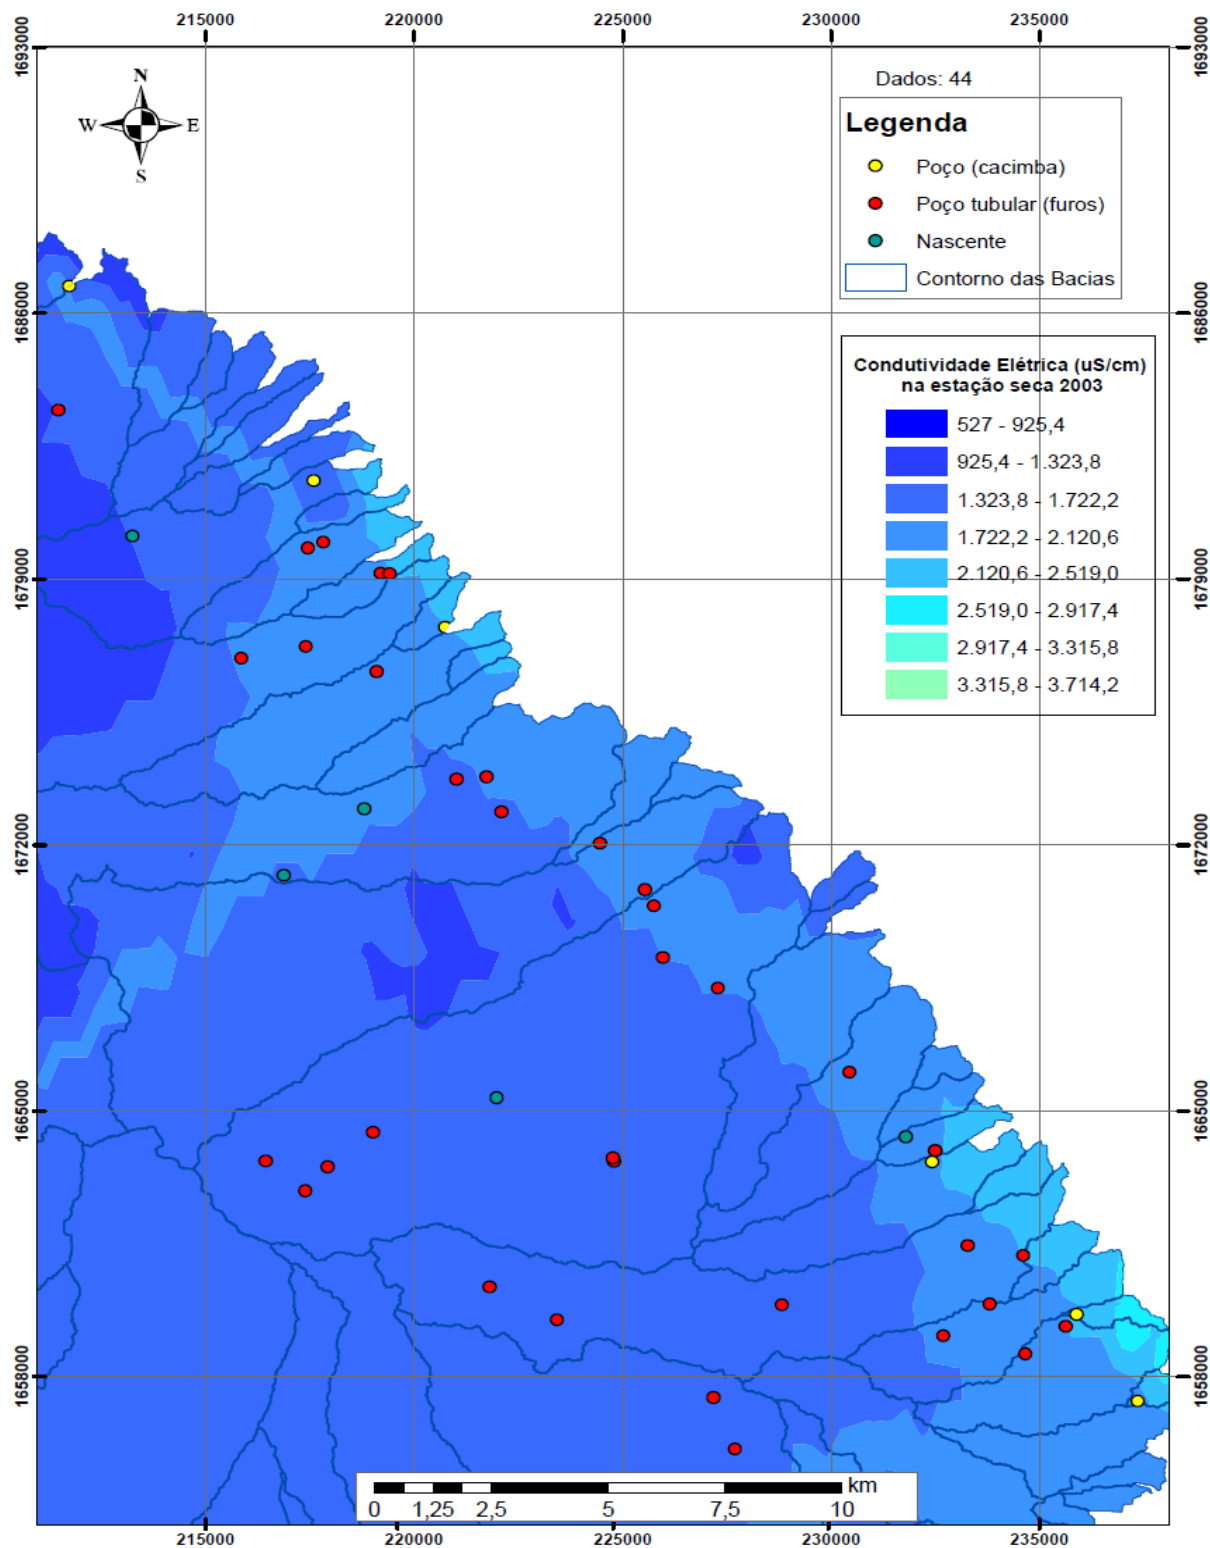 215000 220000 225000 230000 235000
1693000 1693000
N
W E
S
Dados: 44
Legenda
Poço (cacimba)
Poço tubular (furos)
Nascente
Contorno das Bacias
1686000 1686000
Condutividade Elétrica (uS/cm)
na estação seca 2003
527 - 925,4
925,4 - 1.323,8
1.323,8 - 1.722,2
1.722,2 - 2.120,6
2.120,6 - 2.519,0
2.519,0 - 2.917,4
2.917,4 - 3.315,8
3.315,8 - 3.714,2
1679000 1679000
1672000 1672000
1665000 1665000
1658000 1658000
km
0 1,25 2,5 5 7,5 10
215000 220000 225000 230000 235000